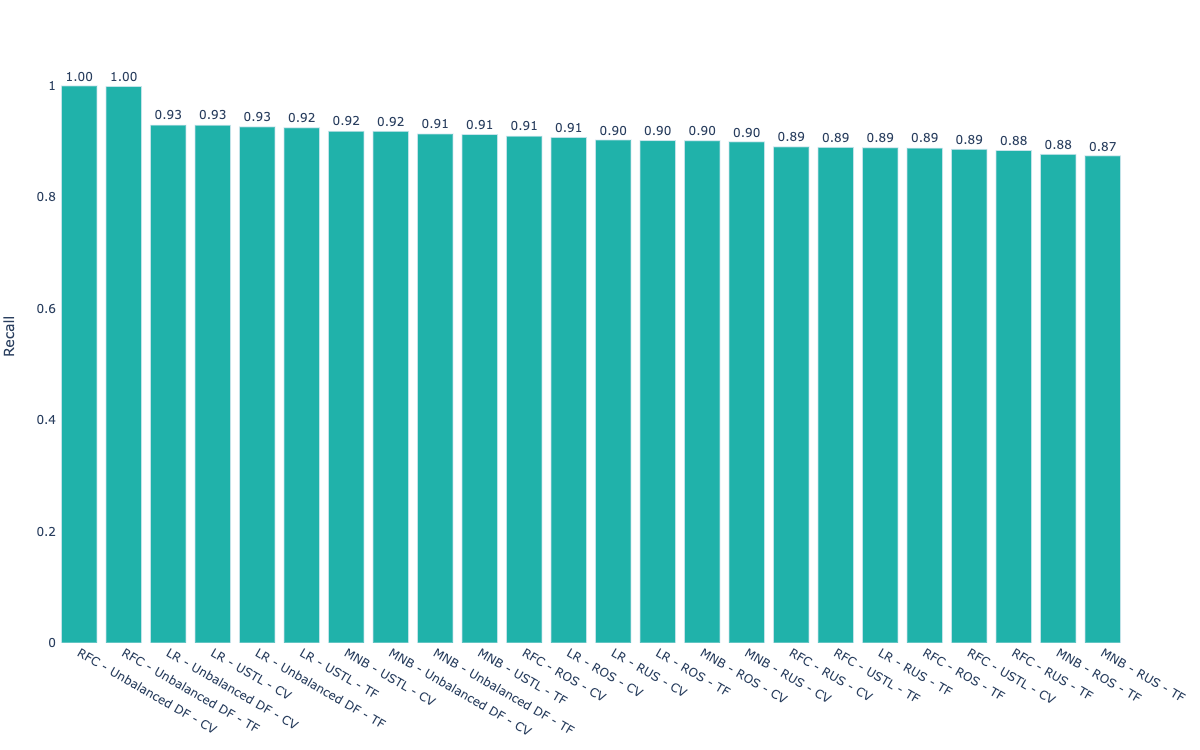 Recall
1
0.8
0.6
0.4
0.2
0
1.00
1.00
0.93
0.93
0.93
0.92
0.92
0.92
0.91
0.91
0.91
0.91
0.90
0.90
0.90
0.90
0.89
0.89
0.89
0.89
0.89
0.88
0.88
0.87
RFC - Unbalanced DF - CV
RFC - Unbalanced DF - TF
LR - Unbalanced DF - CV
LR - USTL - CV
LR - Unbalanced DF - TF
LR - USTL - TF
MNB - USTL - CV
MNB - Unbalanced DF - CV
MNB - Unbalanced DF - TF
MNB - USTL - TF
RFC - ROS - CV
LR - ROS - CV
LR - RUS - CV
LR - ROS - TF
MNB - ROS - CV
MNB - RUS - CV
RFC - RUS - CV
RFC - USTL - TF
LR - RUS - TF
RFC - ROS - TF
RFC - USTL - CV
RFC - RUS - TF
MNB - ROS - TF
MNB - RUS - TF